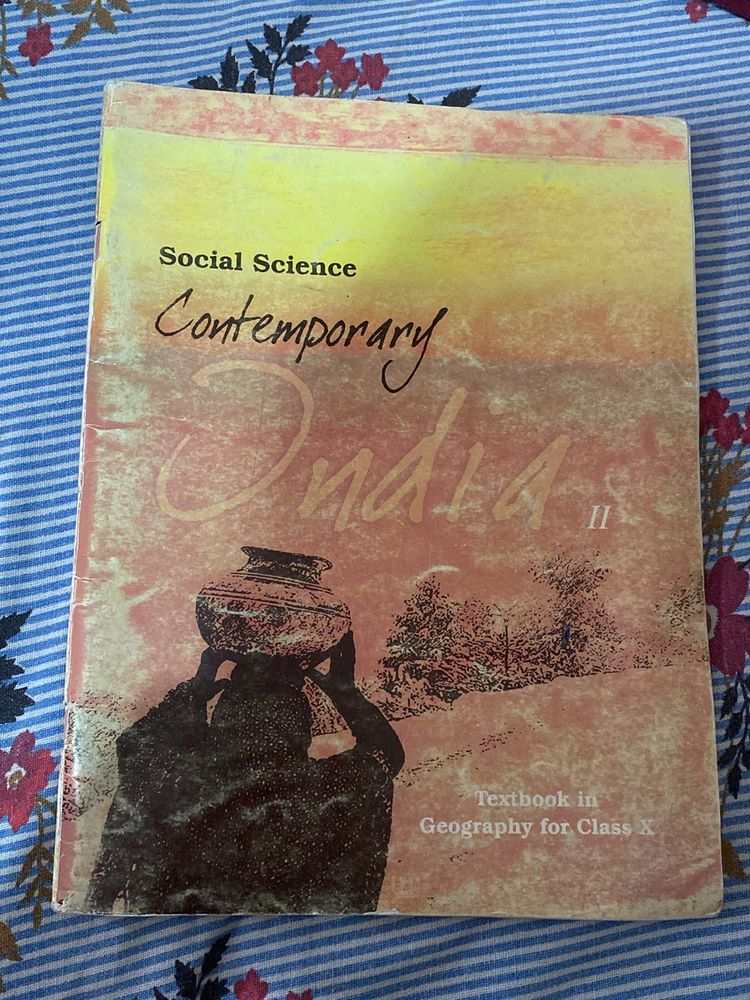 Social Science
Contemporary
India
II
Textbook in
Geography for Class X